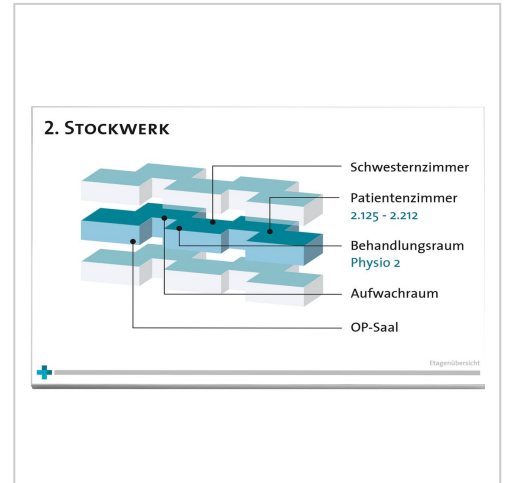 2. STOCKWERK
Schwesternzimmer
Patientenzimmer
2.125 - 2.212
Behandlungsraum
Physio 2
Aufwachraum
OP-Saal
Etagenübersicht